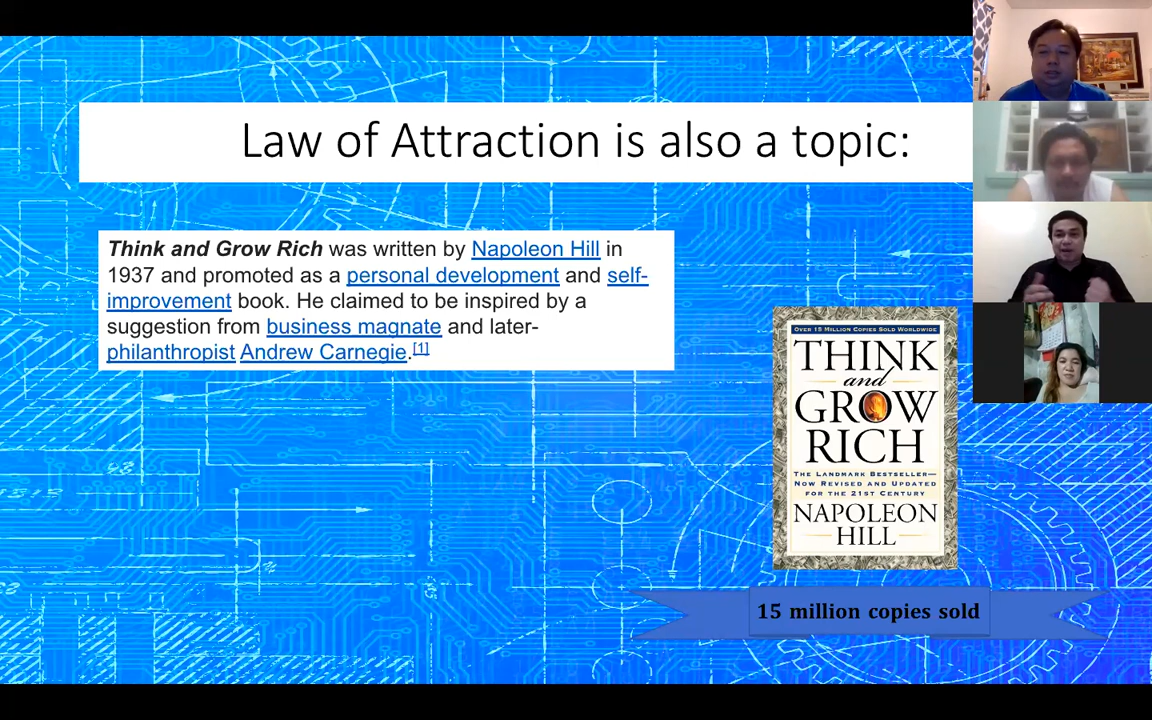 Law of Attraction is also a topic:
Think and Grow Rich was written by Napoleon Hill in
1937 and promoted as a personal development and self-
improvement book. He claimed to be inspired by a
suggestion from business magnate and later-
philanthropist Andrew Carnegie.[1]
OVER 15 MILLION COPIES SOLD WORLDWIDE
THINK
and
GROW
RICH
THE LANDMARK BESTSELLER—
NOW REVISED AND UPDATED
FOR THE 21ST CENTURY
NAPOLEON
HILL
15 million copies sold